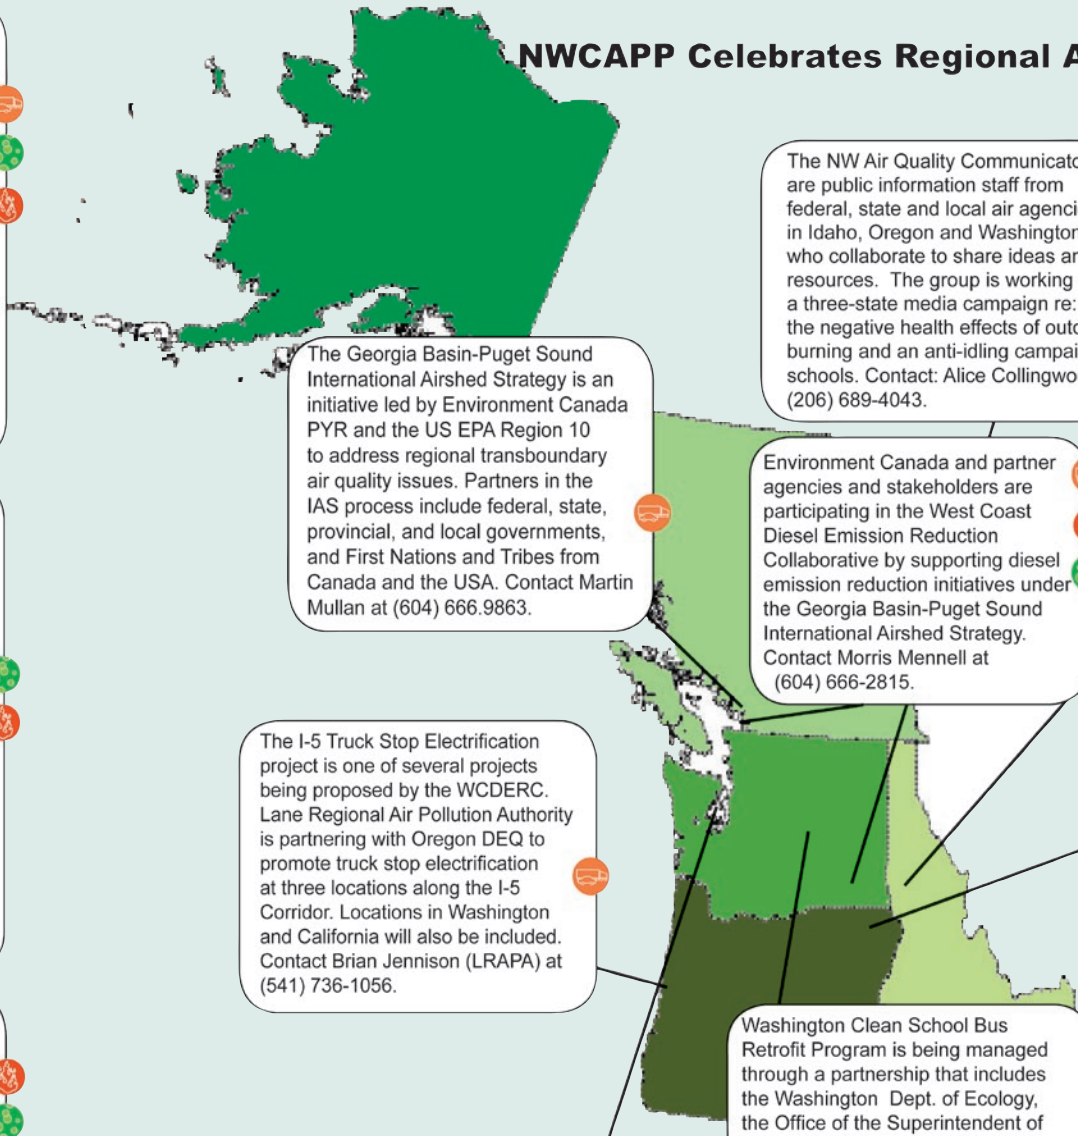 NWCAPP Celebrates Regional A
The NW Air Quality Communicato
are public information staff from
federal, state and local air agenci
in Idaho, Oregon and Washington
who collaborate to share ideas an
resources.  The group is working
a three-state media campaign re:
the negative health effects of outd
burning and an anti-idling campai
schools. Contact: Alice Collingwo
(206) 689-4043.
The Georgia Basin-Puget Sound
International Airshed Strategy is an
initiative led by Environment Canada
PYR and the US EPA Region 10
to address regional transboundary
air quality issues. Partners in the
IAS process include federal, state,
provincial, and local governments,
and First Nations and Tribes from
Canada and the USA. Contact Martin
Mullan at (604) 666.9863.
Environment Canada and partner
agencies and stakeholders are
participating in the West Coast
Diesel Emission Reduction
Collaborative by supporting diesel
emission reduction initiatives under
the Georgia Basin-Puget Sound
International Airshed Strategy.
Contact Morris Mennell at
(604) 666-2815.
The I-5 Truck Stop Electrification
project is one of several projects
being proposed by the WCDERC.
Lane Regional Air Pollution Authority
is partnering with Oregon DEQ to
promote truck stop electrification
at three locations along the I-5
Corridor. Locations in Washington
and California will also be included.
Contact Brian Jennison (LRAPA) at
(541) 736-1056.
Washington Clean School Bus
Retrofit Program is being managed
through a partnership that includes
the Washington  Dept. of Ecology,
the Office of the Superintendent of